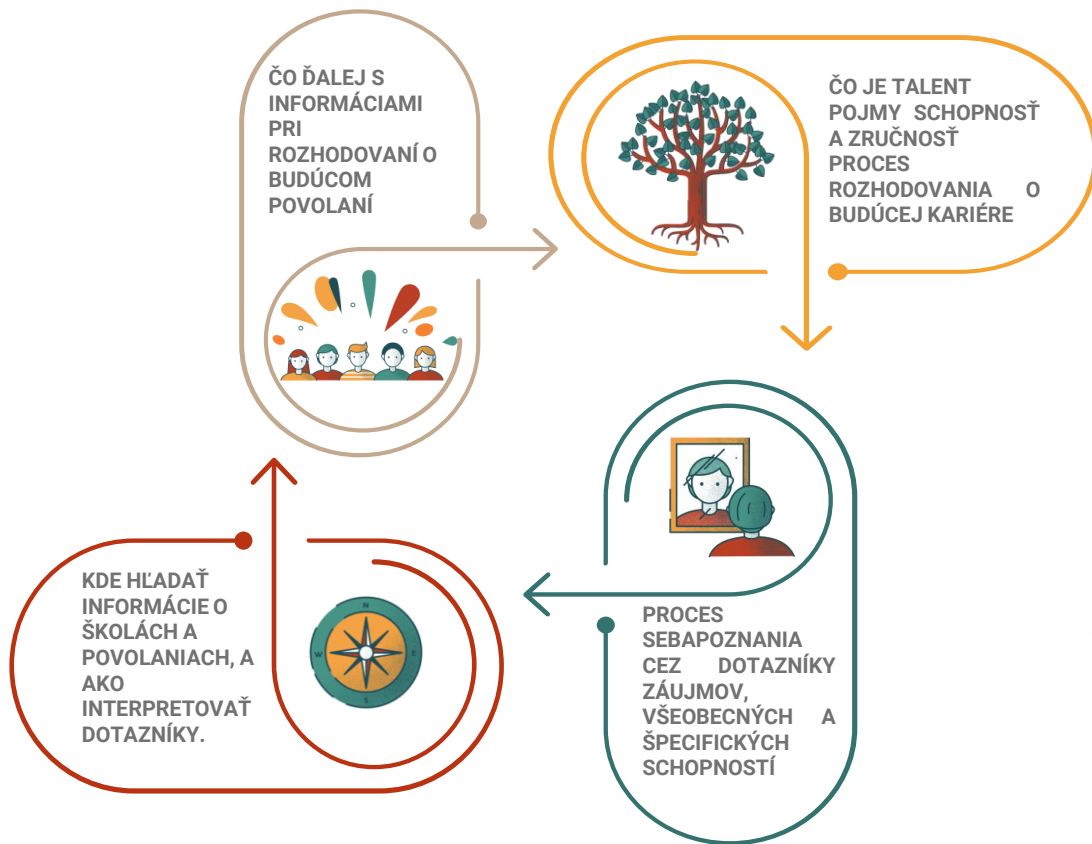 ČO ĎALEJ S
INFORMÁCIAMI
PRI
ROZHODOVANÍ O
BUDÚCOM
POVOLANÍ
ČO JE TALENT
POJMY SCHOPNOSŤ
A ZRUČNOSŤ
PROCES
ROZHODOVANIA O
BUDÚCEJ KARIÉRE
PROCES
SEBAPOZNANIA
CEZ DOTAZNÍKY
ZÁUJMOV,
VŠEOBECNÝCH A
ŠPECIFICKÝCH
SCHOPNOSTÍ
KDE HĽADAŤ
INFORMÁCIE O
ŠKOLÁCH A
POVOLANIACH, A
AKO
INTERPRETOVAŤ
DOTAZNÍKY.
N
W E
S